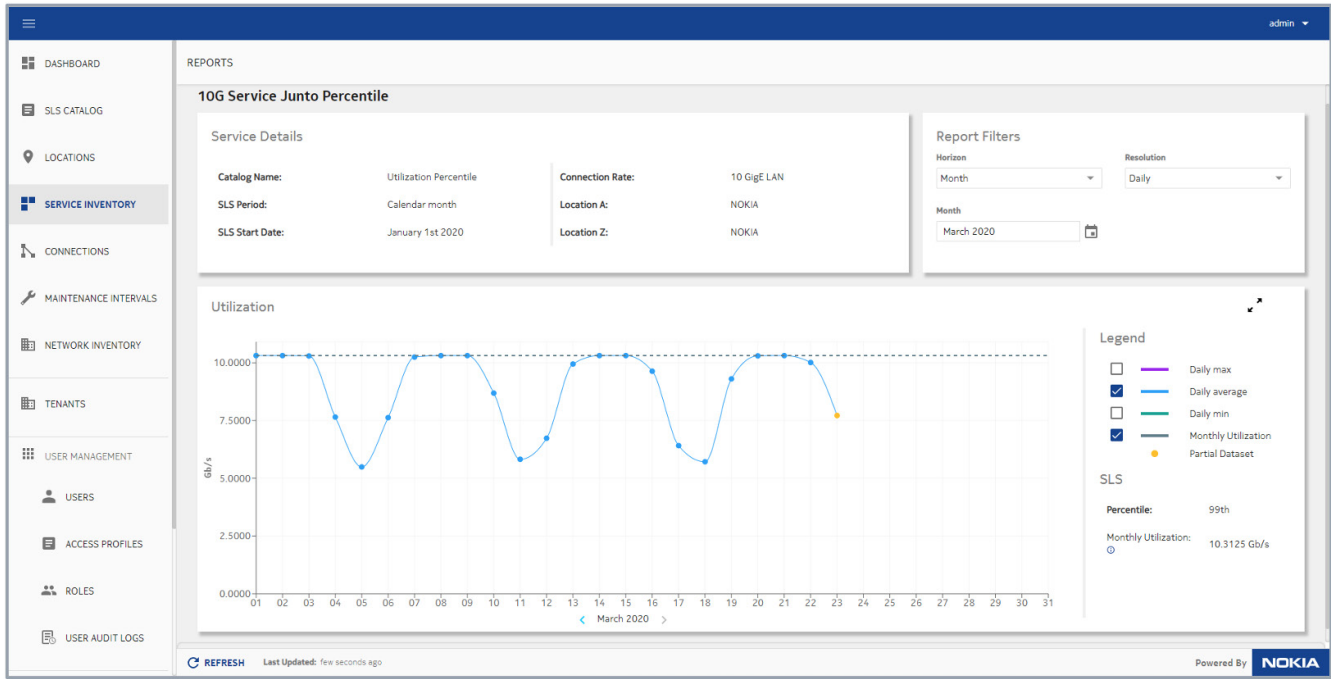 admin
DASHBOARD
SLS CATALOG
LOCATIONS
SERVICE INVENTORY
CONNECTIONS
MAINTENANCE INTERVALS
NETWORK INVENTORY
TENANTS
USER MANAGEMENT
USERS
ACCESS PROFILES
ROLES
USER AUDIT LOGS
REPORTS
10G Service Junto Percentile
Service Details
Catalog Name: Utilization Percentile Connection Rate: 10 GigE LAN
SLS Period: Calendar month Location A: NOKIA
SLS Start Date: January 1st 2020 Location Z: NOKIA
Report Filters
Horizon Resolution
Month Daily
Month
March 2020
Utilization
Gb/s
10.0000
7.5000
5.0000
2.5000
0.0000
01 02 03 04 05 06 07 08 09 10 11 12 13 14 15 16 17 18 19 20 21 22 23 24 25 26 27 28 29 30 31
< March 2020 >
Legend
Daily max
Daily average
Daily min
Monthly Utilization
Partial Dataset
SLS
Percentile: 99th
Monthly Utilization: 10.3125 Gb/s
REFRESH Last Updated: few seconds ago
Powered By NOKIA